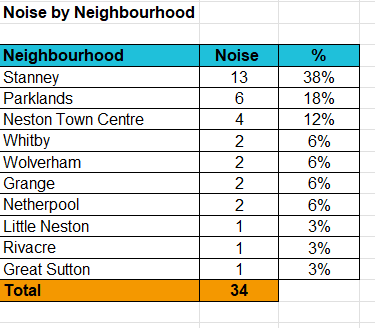 Noise by Neighbourhood
Neighbourhood Noise %
Stanney 13 38%
Parklands 6 18%
Neston Town Centre 4 12%
Whitby 2 6%
Wolverham 2 6%
Grange 2 6%
Netherpool 2 6%
Little Neston 1 3%
Rivacre 1 3%
Great Sutton 1 3%
Total 34